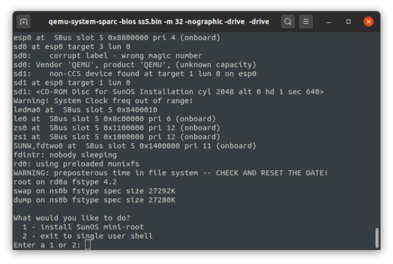 qemu-system-sparc -bios ss5.bin -m 32 -nographic -drive -drive
esp0 at SBus slot 5 0x8800000 pri 4 (onboard)
sd0 at esp0 target 3 lun 0
sd0: corrupt label - wrong magic number
sd0: Vendor 'QEMU', product 'QEMU', (unknown capacity)
sd1: non-CCS device found at target 1 lun 0 on esp0
sd1 at esp0 target 1 lun 0
sd1: <CD-ROM Disc for SunOS Installation cyl 2048 alt 0 hd 1 sec 640>
Warning! System Clock freq out of range!
ledma0 at SBus slot 5 0x8400010
le0 at SBus slot 5 0x8c00000 pri 6 (onboard)
zs0 at SBus slot 5 0x1100000 pri 12 (onboard)
zs1 at SBus slot 5 0x1000000 pri 12 (onboard)
SUNW,fdtwo0 at SBus slot 5 0x1400000 pri 11 (onboard)
fdintr: nobody sleeping
rd0: using preloaded munixfs
WARNING: preposterous time in file system -- CHECK AND RESET THE DATE!
root on rd0a fstype 4.2
swap on ns0b fstype spec size 27292K
dump on ns0b fstype spec size 27280K
What would you like to do?
1 - install SunOS mini-root
2 - exit to single user shell
Enter a 1 or 2: